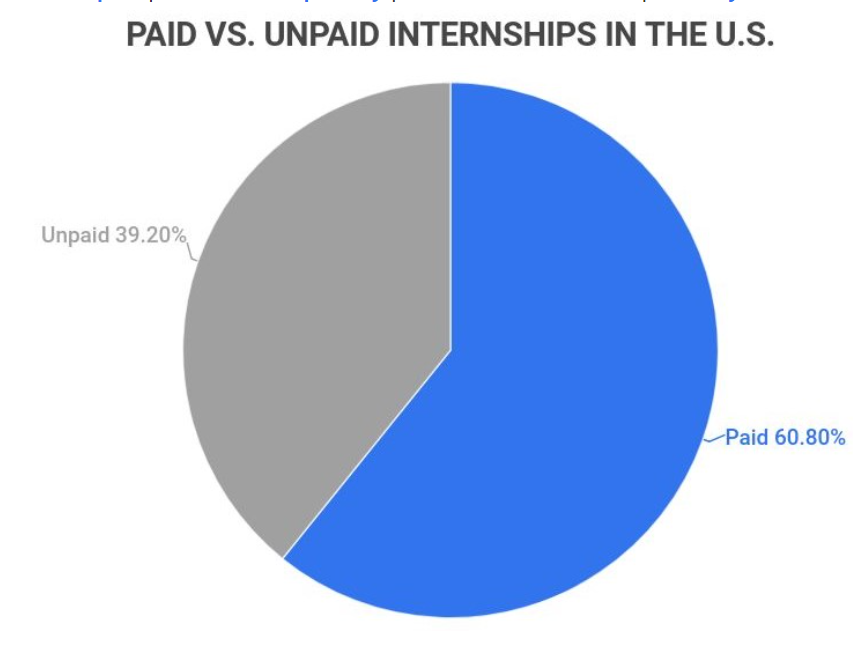 PAID VS. UNPAID INTERNSHIPS IN THE U.S.
Unpaid 39.20%
Paid 60.80%